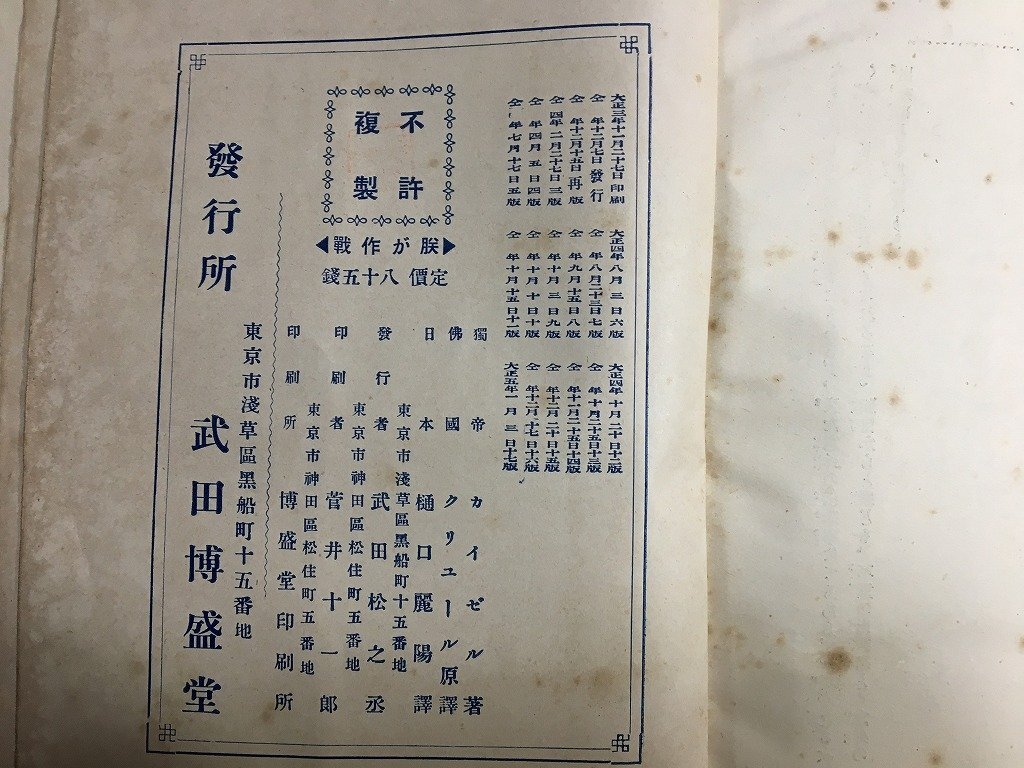 大正三年十一月二十七日印刷
仝 年十二月七日發行
仝 年十二月十五日再版
仝 四年二月二十七日三版
仝 年四月五日四版
仝 年七月十七日五版
大正四年八月三日六版
仝 年八月二十三日七版
仝 年九月十五日八版
仝 年十月三日九版
仝 年十月十日十版
仝 年十月十五日十一版
大正四年十月二十日十二版
仝 年十月二十五日十三版
仝 年十一月二十五日十四版
仝 年十二月二十日十五版
仝 年十二月 十七日十六版
大正五年一月三日十七版
不許
複製
▶朕が作戰◀
定價 八十五錢
獨帝 カイゼル著
佛國 クリユール原譯
日本 樋口麗陽譯
東京市淺草區黑船町十五番地
發行者 武田松之丞
東京市神田區松住町五番地
印刷者 菅井十一郎
東京市神田區松住町五番地
印刷所 博盛堂印刷所
東京市淺草區黑船町十五番地
發行所 武田博盛堂